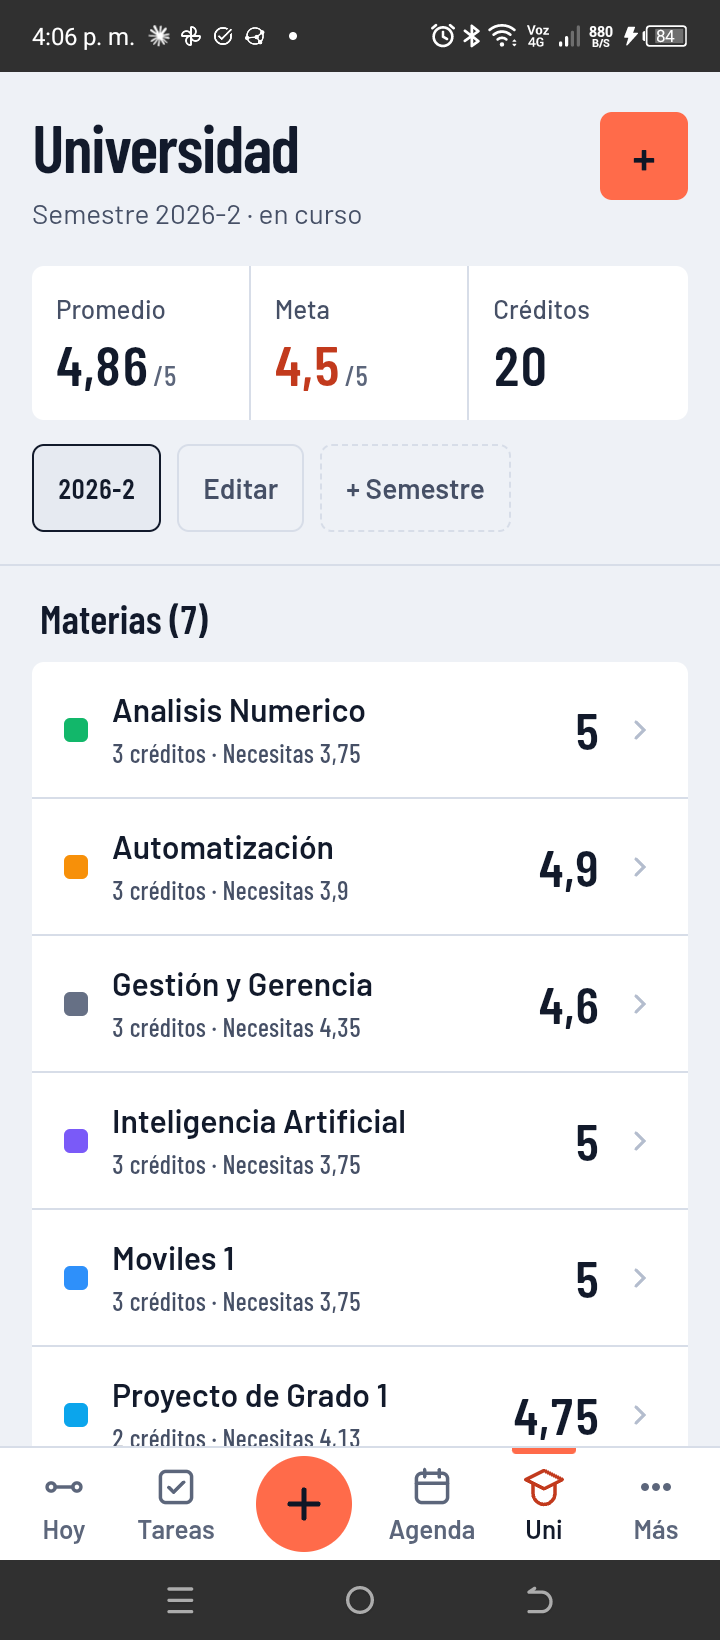 4:06 p. m.
Voz
4G
880
B/S
84
Universidad
+
Semestre 2026-2 · en curso
Promedio
Meta
Créditos
4,86 /5
4,5 /5
20
2026-2
Editar
+ Semestre
Materias (7)
Analisis Numerico
3 créditos · Necesitas 3,75
5
Automatización
3 créditos · Necesitas 3,9
4,9
Gestión y Gerencia
3 créditos · Necesitas 4,35
4,6
Inteligencia Artificial
3 créditos · Necesitas 3,75
5
Moviles 1
3 créditos · Necesitas 3,75
5
Proyecto de Grado 1
2 créditos · Necesitas 4,13
4,75
Hoy
Tareas
Agenda
Uni
Más